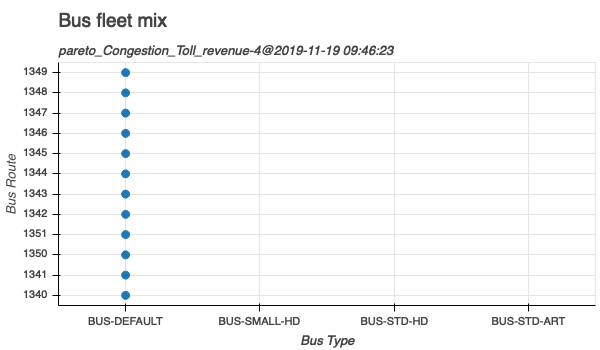 Bus fleet mix
pareto_Congestion_Toll_revenue-4@2019-11-19 09:46:23
1349
1348
1347
1346
1345
1344
1343
1342
1351
1350
1341
1340
Bus Route
BUS-DEFAULT BUS-SMALL-HD BUS-STD-HD BUS-STD-ART
Bus Type